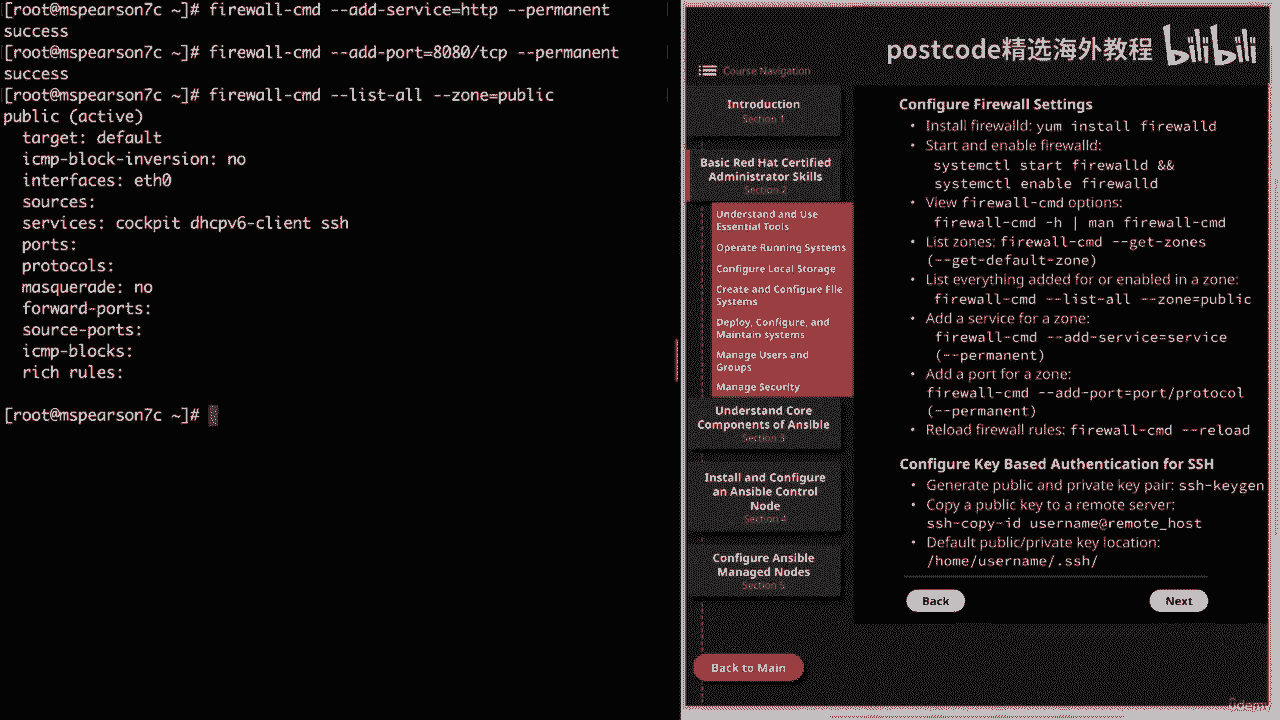 [root@mspearson7c ~]# firewall-cmd --add-service=http --permanent
success
[root@mspearson7c ~]# firewall-cmd --add-port=8080/tcp --permanent
success
[root@mspearson7c ~]# firewall-cmd --list-all --zone=public
public (active)
target: default
icmp-block-inversion: no
interfaces: eth0
sources:
services: cockpit dhcpv6-client ssh
ports:
protocols:
masquerade: no
forward-ports:
source-ports:
icmp-blocks:
rich rules:
[root@mspearson7c ~]#
postcode精选海外教程 bilibili
Course Navigation
Introduction
Section 1
Basic Red Hat Certified
Administrator Skills
Section 2
Understand and Use
Essential Tools
Operate Running Systems
Configure Local Storage
Create and Configure File
Systems
Deploy, Configure, and
Maintain systems
Manage Users and
Groups
Manage Security
Understand Core
Components of Ansible
Section 3
Install and Configure
an Ansible Control
Node
Section 4
Configure Ansible
Managed Nodes
Section 5
Back to Main
Configure Firewall Settings
• Install firewalld: yum install firewalld
• Start and enable firewalld:
systemctl start firewalld &&
systemctl enable firewalld
• View firewall-cmd options:
firewall-cmd -h | man firewall-cmd
• List zones: firewall-cmd --get-zones
(--get-default-zone)
• List everything added for or enabled in a zone:
firewall-cmd --list-all --zone=public
• Add a service for a zone:
firewall-cmd --add-service=service
(--permanent)
• Add a port for a zone:
firewall-cmd --add-port=port/protocol
(--permanent)
• Reload firewall rules: firewall-cmd --reload
Configure Key Based Authentication for SSH
• Generate public and private key pair: ssh-keygen
• Copy a public key to a remote server:
ssh-copy-id username@remote_host
• Default public/private key location:
/home/username/.ssh/
Back
Next
ûdemy